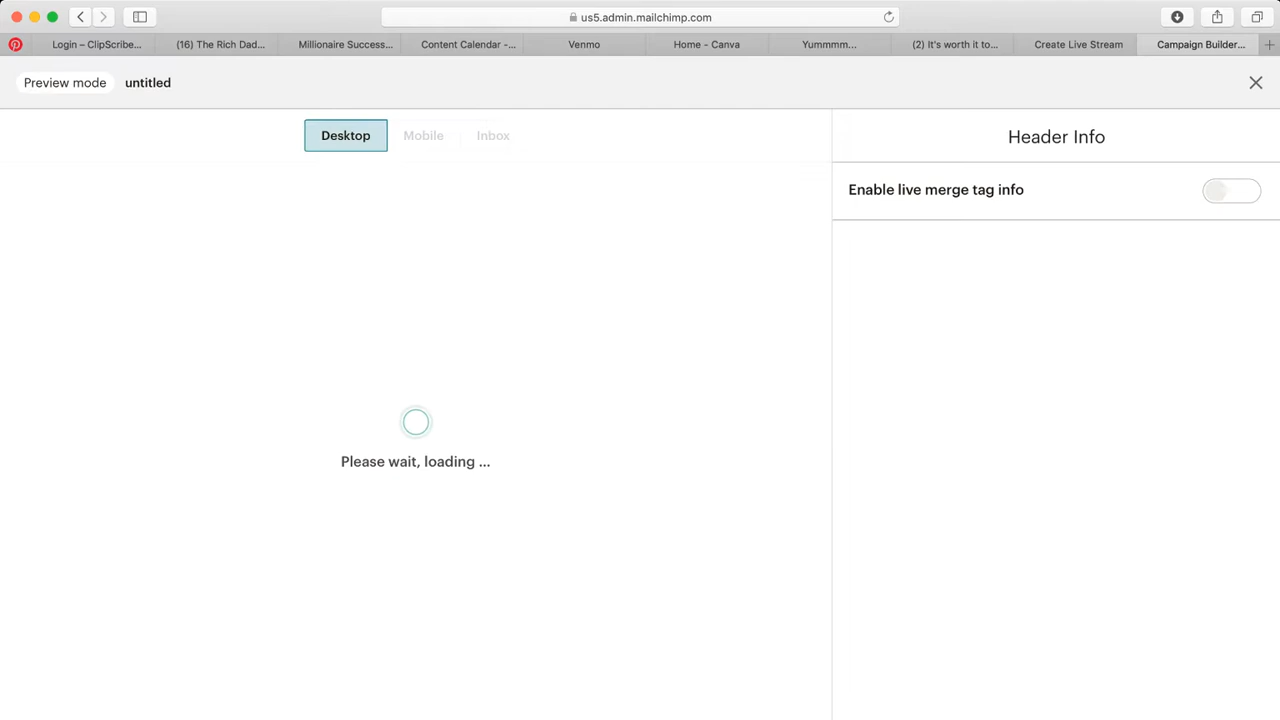 us5.admin.mailchimp.com
Login – ClipScribe...
(16) The Rich Dad...
Millionaire Success...
Content Calendar -...
Venmo
Home - Canva
Yummmm...
(2) It's worth it to...
Create Live Stream
Campaign Builder...
Preview mode untitled
Desktop Mobile Inbox
Header Info
Enable live merge tag info
Please wait, loading ...